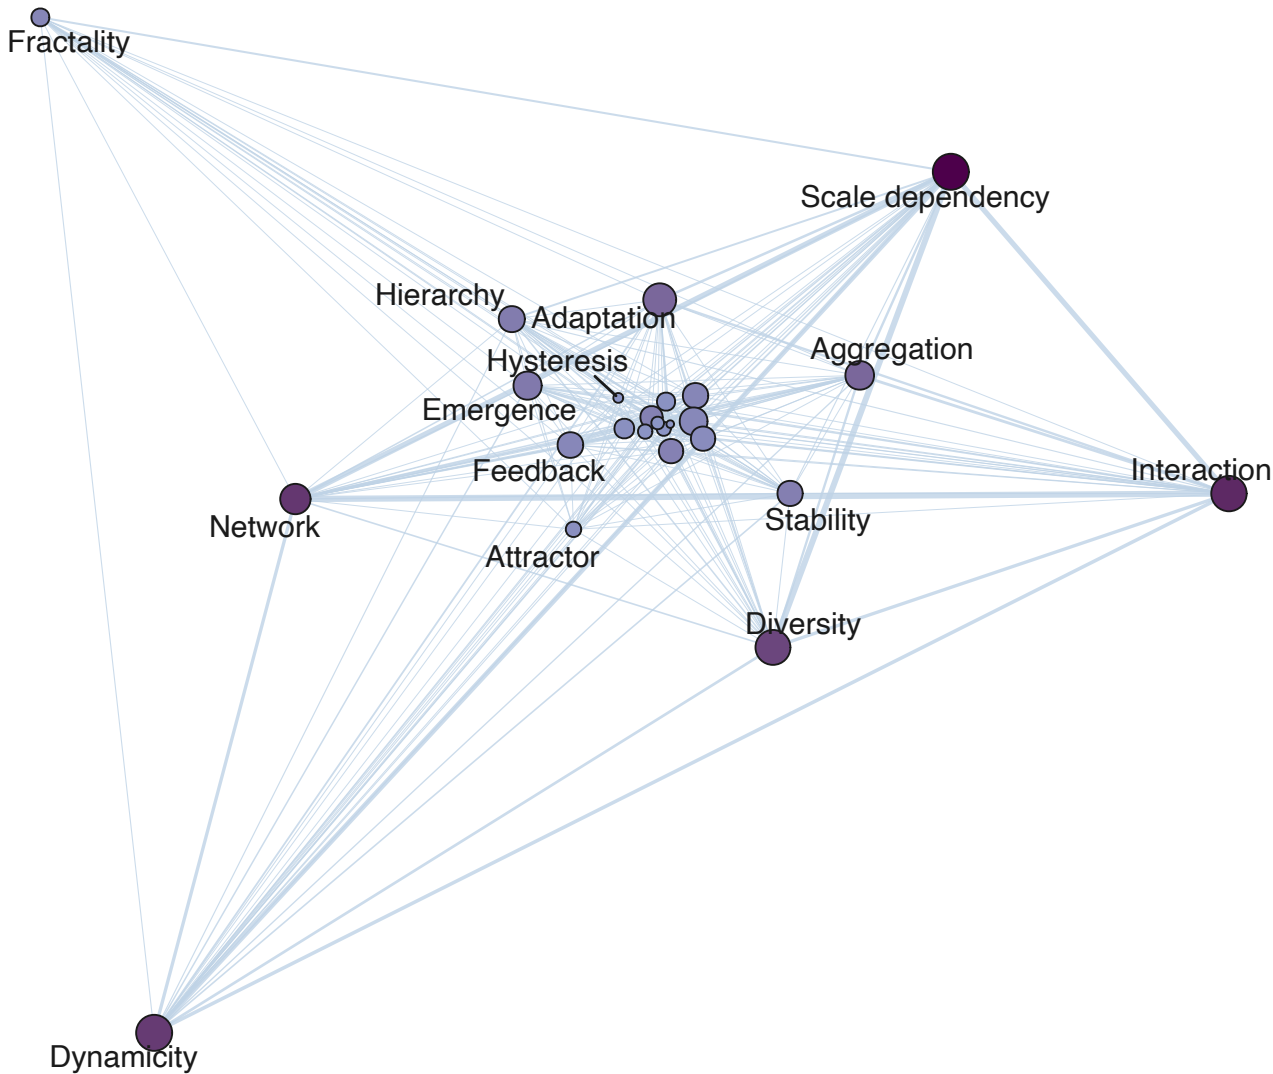 Fractality
Scale dependency
Hierarchy
Adaptation
Aggregation
Hysteresis
Emergence
Feedback
Interaction
Network
Stability
Attractor
Diversity
Dynamicity